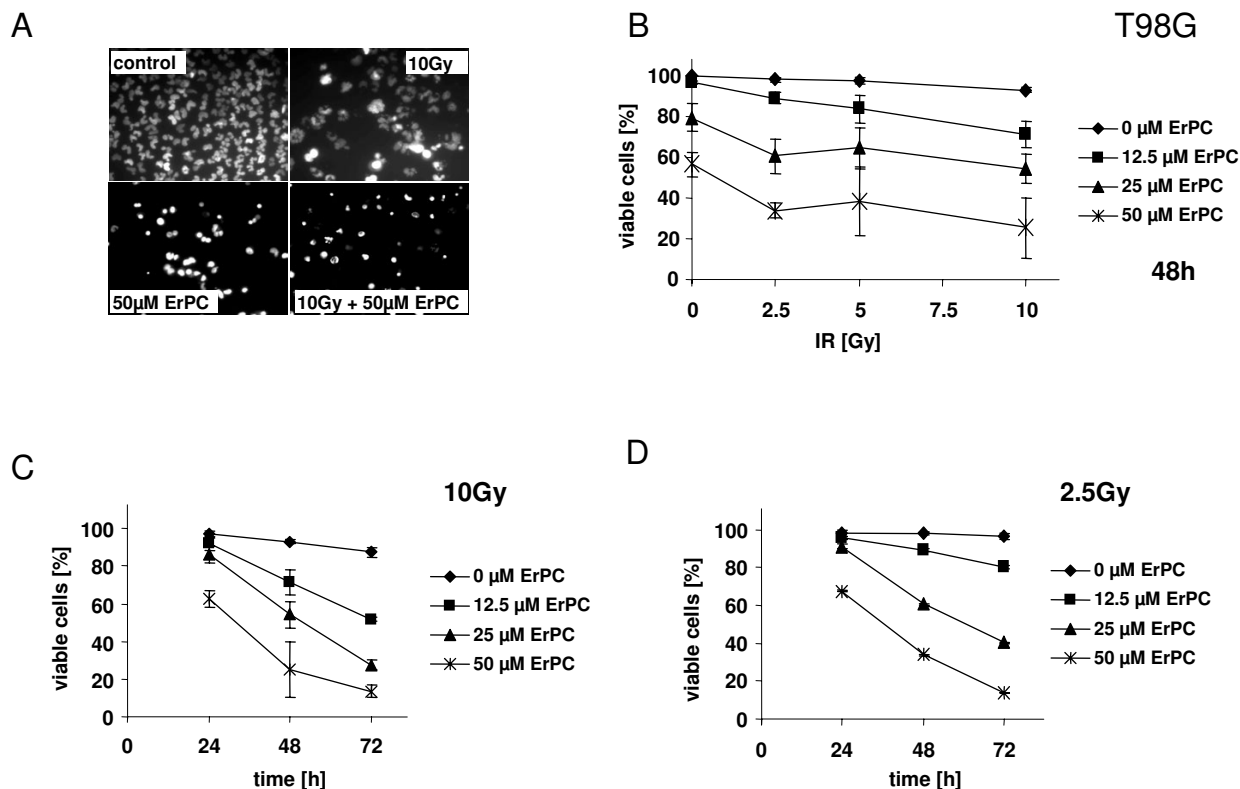 A
control
10Gy
50µM ErPC
10Gy + 50µM ErPC
B
T98G
viable cells [%]
100
80
60
40
20
0
0 2.5 5 7.5 10
IR [Gy]
0 µM ErPC
12.5 µM ErPC
25 µM ErPC
50 µM ErPC
48h
C
10Gy
viable cells [%]
100
80
60
40
20
0
0 24 48 72
time [h]
0 µM ErPC
12.5 µM ErPC
25 µM ErPC
50 µM ErPC
D
2.5Gy
viable cells [%]
100
80
60
40
20
0
0 24 48 72
time [h]
0 µM ErPC
12.5 µM ErPC
25 µM ErPC
50 µM ErPC